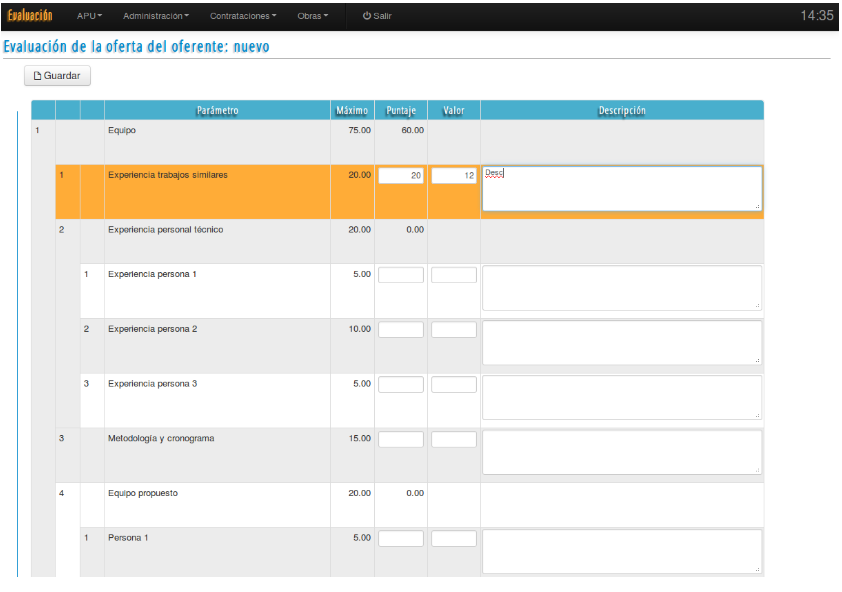 Evaluación APU Administración Contrataciones Obras Salir 14:35
Evaluación de la oferta del oferente: nuevo
Guardar
Parámetro Máximo Puntaje Valor Descripción
1 Equipo 75.00 60.00
1 Experiencia trabajos similares 20.00 20 12 Desc
2 Experiencia personal técnico 20.00 0.00
1 Experiencia persona 1 5.00
2 Experiencia persona 2 10.00
3 Experiencia persona 3 5.00
3 Metodología y cronograma 15.00
4 Equipo propuesto 20.00 0.00
1 Persona 1 5.00